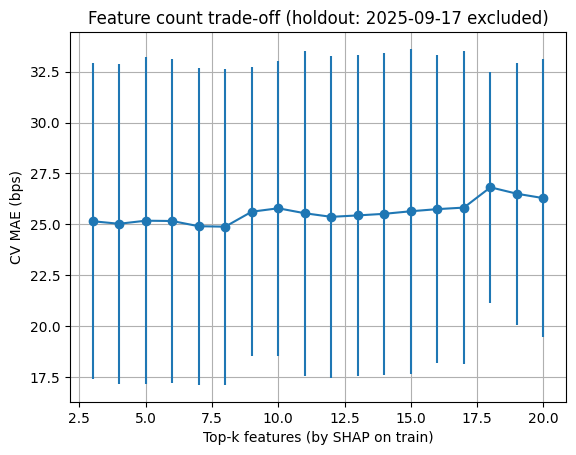 Feature count trade-off (holdout: 2025-09-17 excluded)
CV MAE (bps)
32.5
30.0
27.5
25.0
22.5
20.0
17.5
2.5 5.0 7.5 10.0 12.5 15.0 17.5 20.0
Top-k features (by SHAP on train)